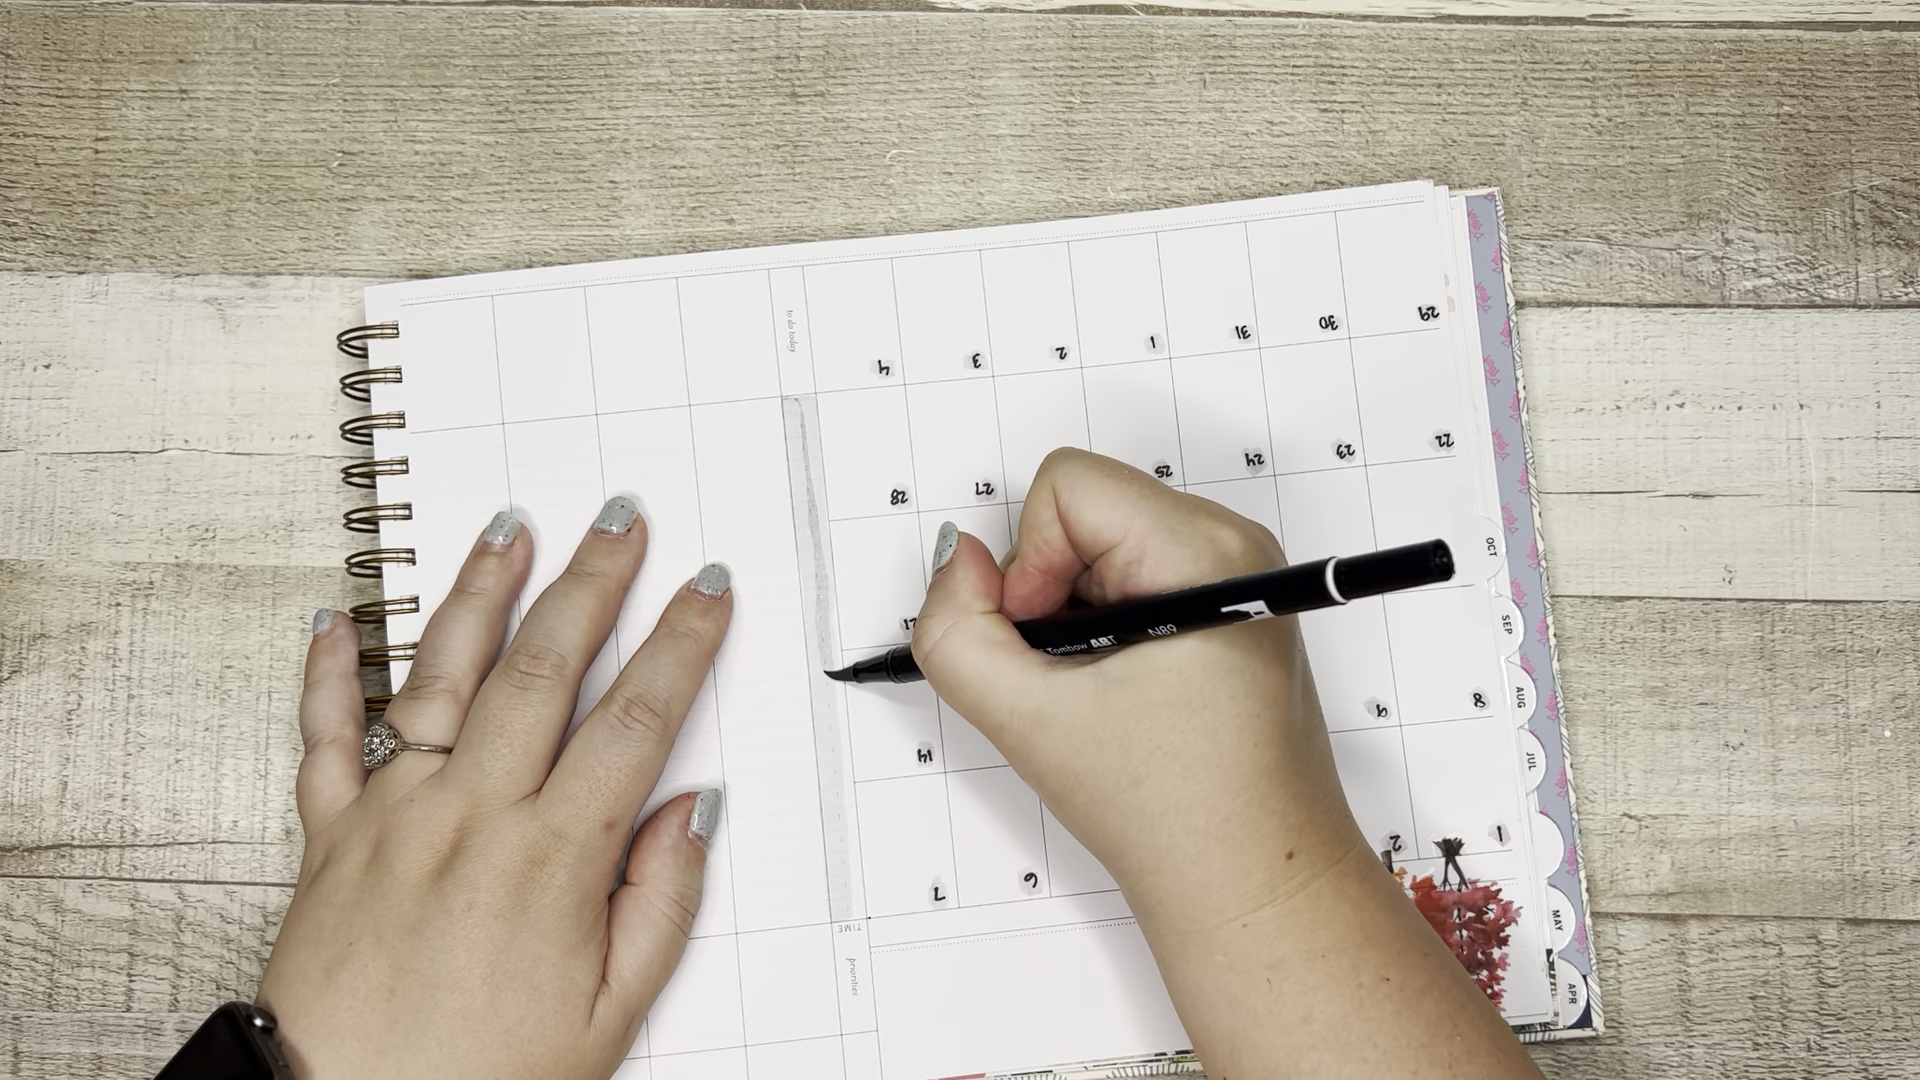 1 2 6 7
8 9 14
21
22 23 24 25 27 28
29 30 31 1 2 3 4
priorities
TIME
to do today
Tombow ABT N89
OCT
SEP
AUG
JUL
MAY
APR